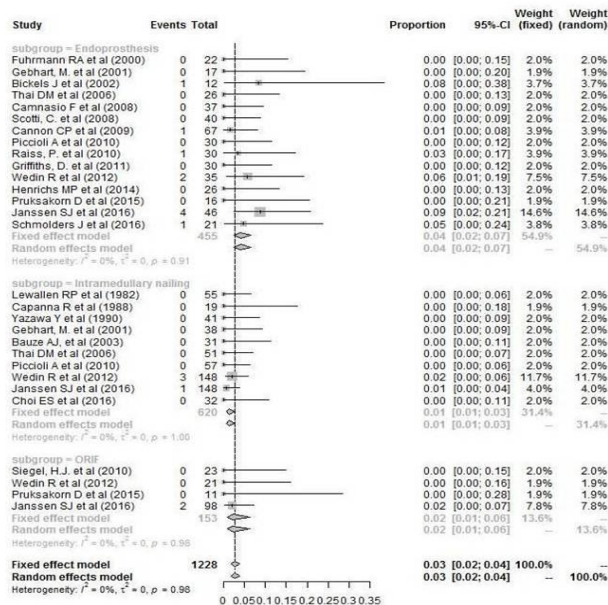 Study Events Total Proportion 95%-CI Weight (fixed) Weight (random)
subgroup = Endoprosthesis
Fuhrmann RA et al (2000) 0 22 0.00 [0.00; 0.15] 2.0% 2.0%
Gebhart, M. et al (2001) 0 17 0.00 [0.00; 0.20] 1.9% 1.9%
Bickels J et al (2002) 1 12 0.08 [0.00; 0.38] 3.7% 3.7%
Thai DM et al (2006) 0 26 0.00 [0.00; 0.13] 2.0% 2.0%
Camnasio F et al (2008) 0 37 0.00 [0.00; 0.09] 2.0% 2.0%
Scotti, C. et al (2008) 0 40 0.00 [0.00; 0.09] 2.0% 2.0%
Cannon CP et al (2009) 1 67 0.01 [0.00; 0.08] 3.9% 3.9%
Piccioli A et al (2010) 0 30 0.00 [0.00; 0.12] 2.0% 2.0%
Raiss, P. et al (2010) 1 30 0.03 [0.00; 0.17] 3.9% 3.9%
Griffiths, D. et al (2011) 0 30 0.00 [0.00; 0.12] 2.0% 2.0%
Wedin R et al (2012) 2 35 0.06 [0.01; 0.19] 7.5% 7.5%
Henrichs MP et al (2014) 0 26 0.00 [0.00; 0.13] 2.0% 2.0%
Pruksakorn D et al (2015) 0 16 0.00 [0.00; 0.21] 1.9% 1.9%
Janssen SJ et al (2016) 4 46 0.09 [0.02; 0.21] 14.6% 14.6%
Schmolders J et al (2016) 1 21 0.05 [0.00; 0.24] 3.8% 3.8%
Fixed effect model 455 0.04 [0.02; 0.07] 54.9% --
Random effects model 0.04 [0.02; 0.07] -- 54.9%
Heterogeneity: I² = 0%, τ² = 0, p = 0.91
subgroup = Intramedullary nailing
Lewallen RP et al (1982) 0 55 0.00 [0.00; 0.06] 2.0% 2.0%
Capanna R et al (1988) 0 19 0.00 [0.00; 0.18] 1.9% 1.9%
Yazawa Y et al (1990) 0 41 0.00 [0.00; 0.09] 2.0% 2.0%
Gebhart, M. et al (2001) 0 38 0.00 [0.00; 0.09] 2.0% 2.0%
Bauze AJ, et al (2003) 0 31 0.00 [0.00; 0.11] 2.0% 2.0%
Thai DM et al (2006) 0 51 0.00 [0.00; 0.07] 2.0% 2.0%
Piccioli A et al (2010) 0 57 0.00 [0.00; 0.06] 2.0% 2.0%
Wedin R et al (2012) 3 148 0.02 [0.00; 0.06] 11.7% 11.7%
Janssen SJ et al (2016) 1 148 0.01 [0.00; 0.04] 4.0% 4.0%
Choi ES et al (2016) 0 32 0.00 [0.00; 0.11] 2.0% 2.0%
Fixed effect model 620 0.01 [0.01; 0.03] 31.4% --
Random effects model 0.01 [0.01; 0.03] -- 31.4%
Heterogeneity: I² = 0%, τ² = 0, p = 1.00
subgroup = ORIF
Siegel, H.J. et al (2010) 0 23 0.00 [0.00; 0.15] 2.0% 2.0%
Wedin R et al (2012) 0 21 0.00 [0.00; 0.16] 1.9% 1.9%
Pruksakorn D et al (2015) 0 11 0.00 [0.00; 0.28] 1.9% 1.9%
Janssen SJ et al (2016) 2 98 0.02 [0.00; 0.07] 7.8% 7.8%
Fixed effect model 153 0.02 [0.01; 0.06] 13.6% --
Random effects model 0.02 [0.01; 0.06] -- 13.6%
Heterogeneity: I² = 0%, τ² = 0, p = 0.98
Fixed effect model 1228 0.03 [0.02; 0.04] 100.0% --
Random effects model 0.03 [0.02; 0.04] -- 100.0%
Heterogeneity: I² = 0%, τ² = 0, p = 0.98
0 0.05 0.1 0.15 0.2 0.25 0.3 0.35